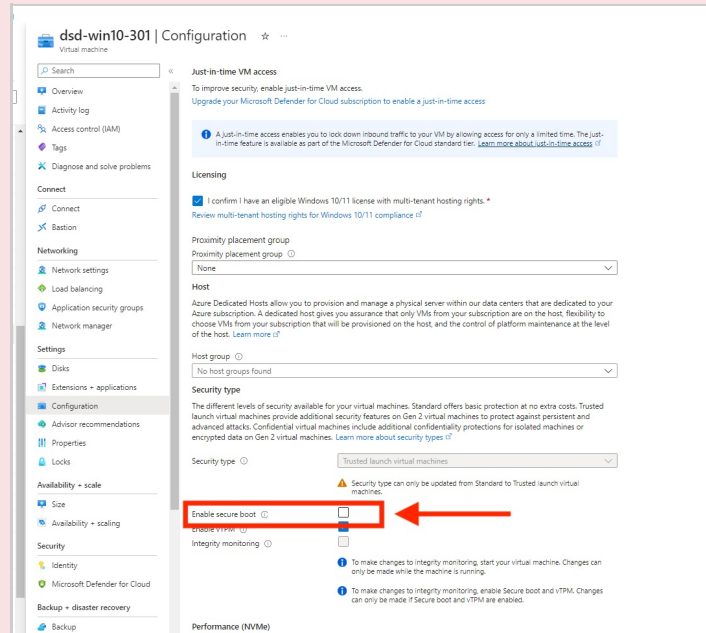 dsd-win10-301 | Configuration
Virtual machine
Search
Overview
Activity log
Access control (IAM)
Tags
Diagnose and solve problems
Connect
Connect
Bastion
Networking
Network settings
Load balancing
Application security groups
Network manager
Settings
Disks
Extensions + applications
Configuration
Advisor recommendations
Properties
Locks
Availability + scale
Size
Availability + scaling
Security
Identity
Microsoft Defender for Cloud
Backup + disaster recovery
Backup
Just-in-time VM access
To improve security, enable just-in-time VM access.
Upgrade your Microsoft Defender for Cloud subscription to enable a just-in-time access
A just-in-time access enables you to lock down inbound traffic to your VM by allowing access for only a limited time. The just-
in-time feature is available as part of the Microsoft Defender for Cloud standard tier. Learn more about just-in-time access
Licensing
I confirm I have an eligible Windows 10/11 license with multi-tenant hosting rights. *
Review multi-tenant hosting rights for Windows 10/11 compliance
Proximity placement group
Proximity placement group
None
Host
Azure Dedicated Hosts allow you to provision and manage a physical server within our data centers that are dedicated to your
Azure subscription. A dedicated host gives you assurance that only VMs from your subscription are on the host, flexibility to
choose VMs from your subscription that will be provisioned on the host, and the control of platform maintenance at the level
of the host. Learn more
Host group
No host groups found
Security type
The different levels of security available for your virtual machines. Standard offers basic protection at no extra costs. Trusted
launch virtual machines provide additional security features on Gen 2 virtual machines to protect against persistent and
advanced attacks. Confidential virtual machines include additional confidentiality protections for isolated machines or
encrypted data on Gen 2 virtual machines. Learn more about security types
Security type
Trusted launch virtual machines
Security type can only be updated from Standard to Trusted launch virtual
machines.
Enable secure boot
Enable vTPM
Integrity monitoring
To make changes to integrity monitoring, start your virtual machine. Changes can
only be made while the machine is running.
To make changes to integrity monitoring, enable Secure boot and vTPM. Changes
can only be made if Secure boot and vTPM are enabled.
Performance (NVMe)